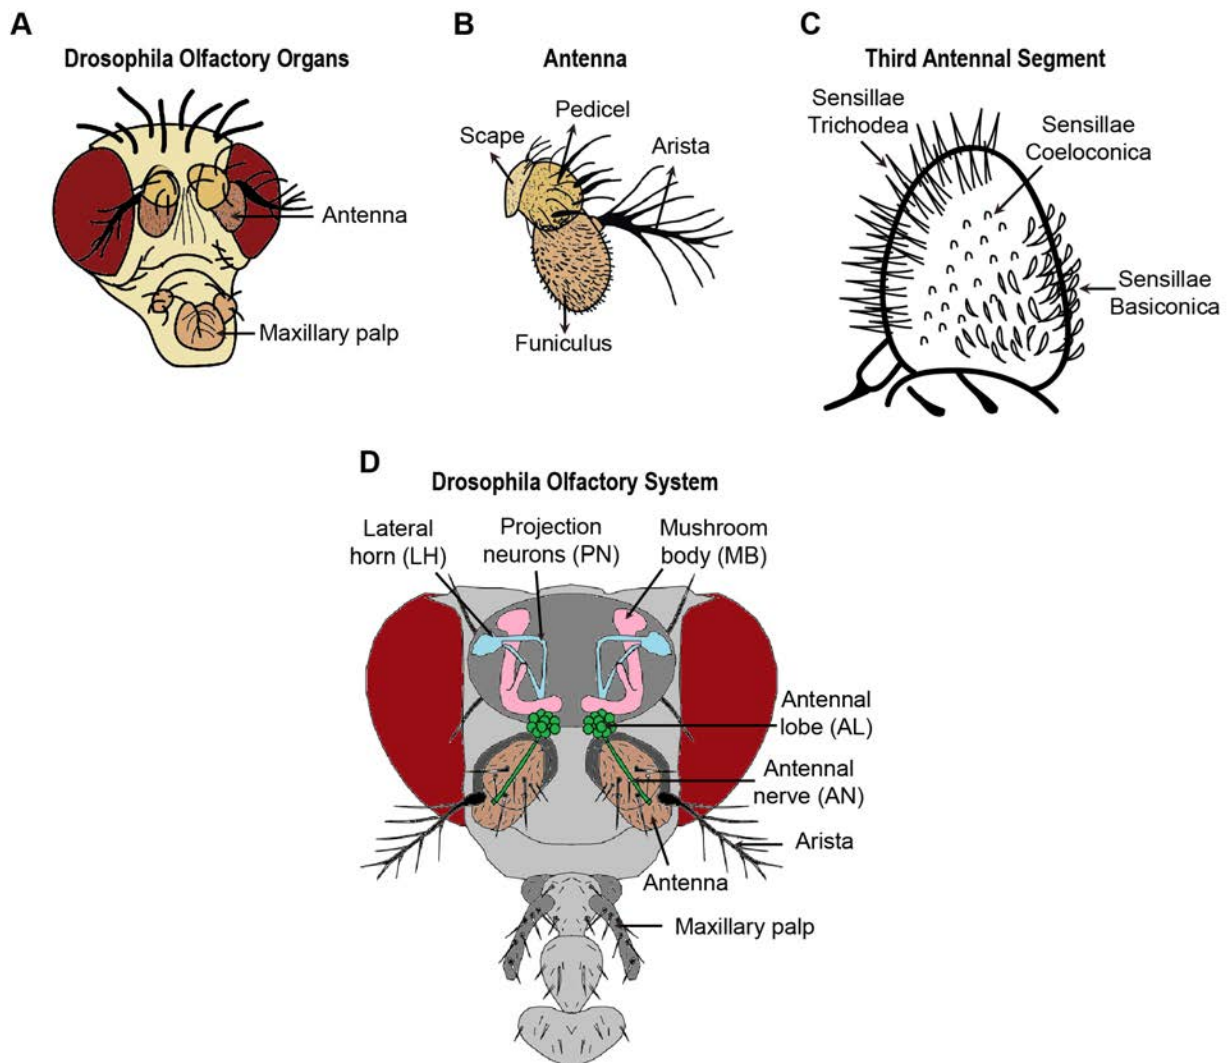 A
Drosophila Olfactory Organs
Antenna
Maxillary palp
B
Antenna
Pedicel
Scape
Arista
Funiculus
C
Third Antennal Segment
Sensillae
Trichodea
Sensillae
Coeloconica
Sensillae
Basiconica
D
Drosophila Olfactory System
Lateral
horn (LH)
Projection
neurons (PN)
Mushroom
body (MB)
Antennal
lobe (AL)
Antennal
nerve (AN)
Arista
Antenna
Maxillary palp